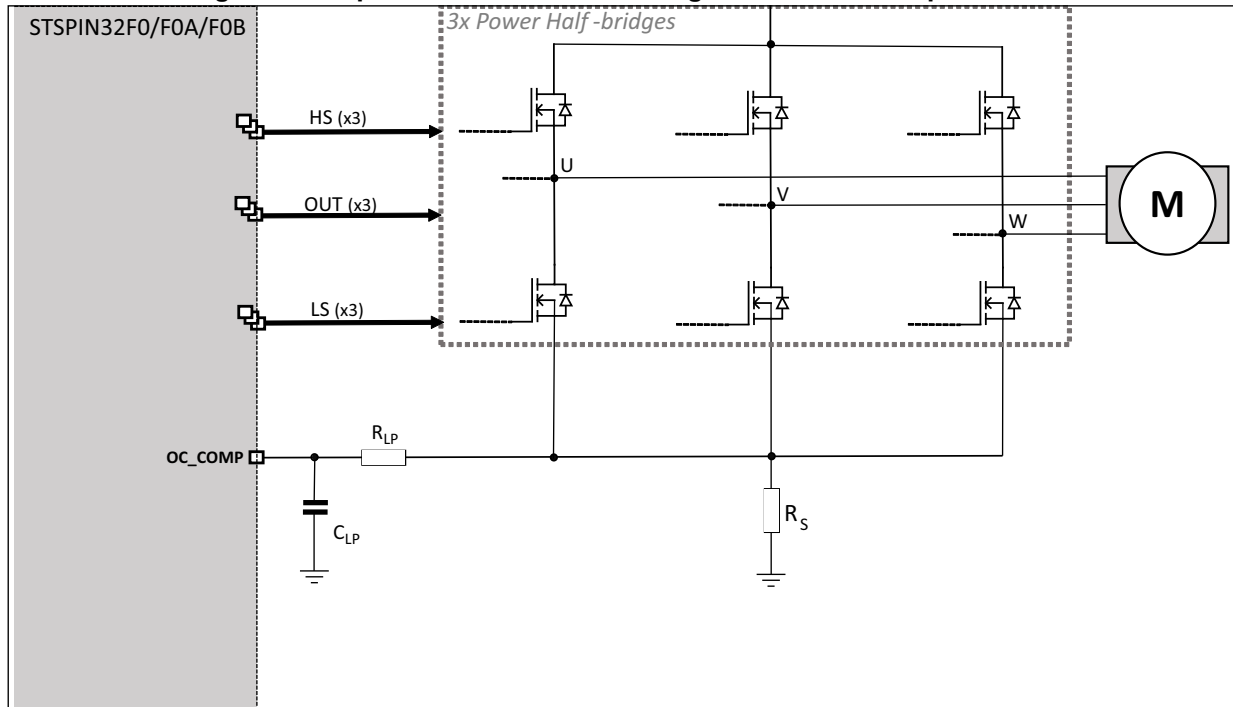 STSPIN32F0/F0A/F0B
3x Power Half -bridges
HS (x3)
U
OUT (x3)
V
M
W
LS (x3)
RLP
OC_COMP
RS
CLP